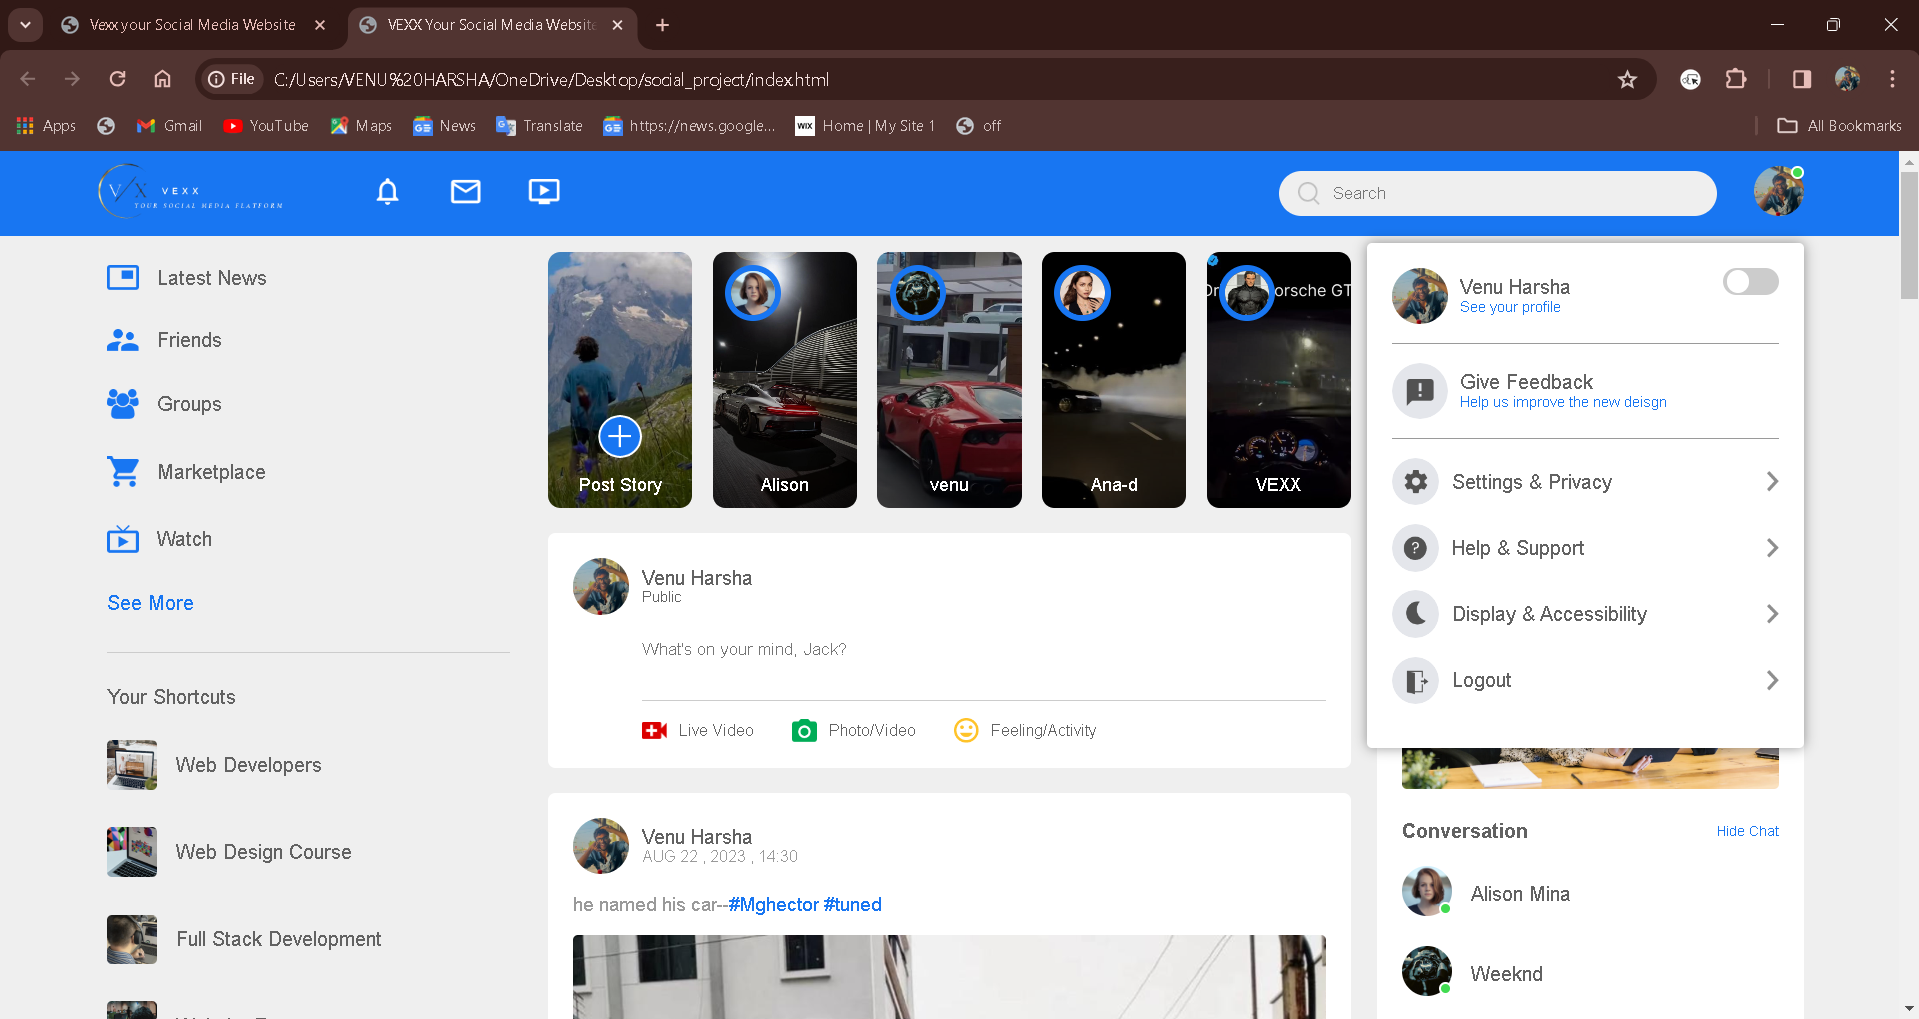 Vexx your Social Media Website
VEXX Your Social Media Website
File
C:/Users/VENU%20HARSHA/OneDrive/Desktop/social_project/index.html
Apps
Gmail
YouTube
Maps
News
Translate
https://news.google...
WIX
Home | My Site 1
off
All Bookmarks
VEXX
YOUR SOCIAL MEDIA PLATFORM
Search
Latest News
Friends
Groups
Marketplace
Watch
See More
Your Shortcuts
Web Developers
Web Design Course
Full Stack Development
Post Story
Alison
venu
Ana-d
orsche GT
VEXX
Venu Harsha
Public
What's on your mind, Jack?
Live Video
Photo/Video
Feeling/Activity
Venu Harsha
AUG 22 , 2023 , 14:30
he named his car--#Mghector #tuned
Venu Harsha
See your profile
Give Feedback
Help us improve the new deisgn
Settings & Privacy
Help & Support
Display & Accessibility
Logout
Conversation
Hide Chat
Alison Mina
Weeknd